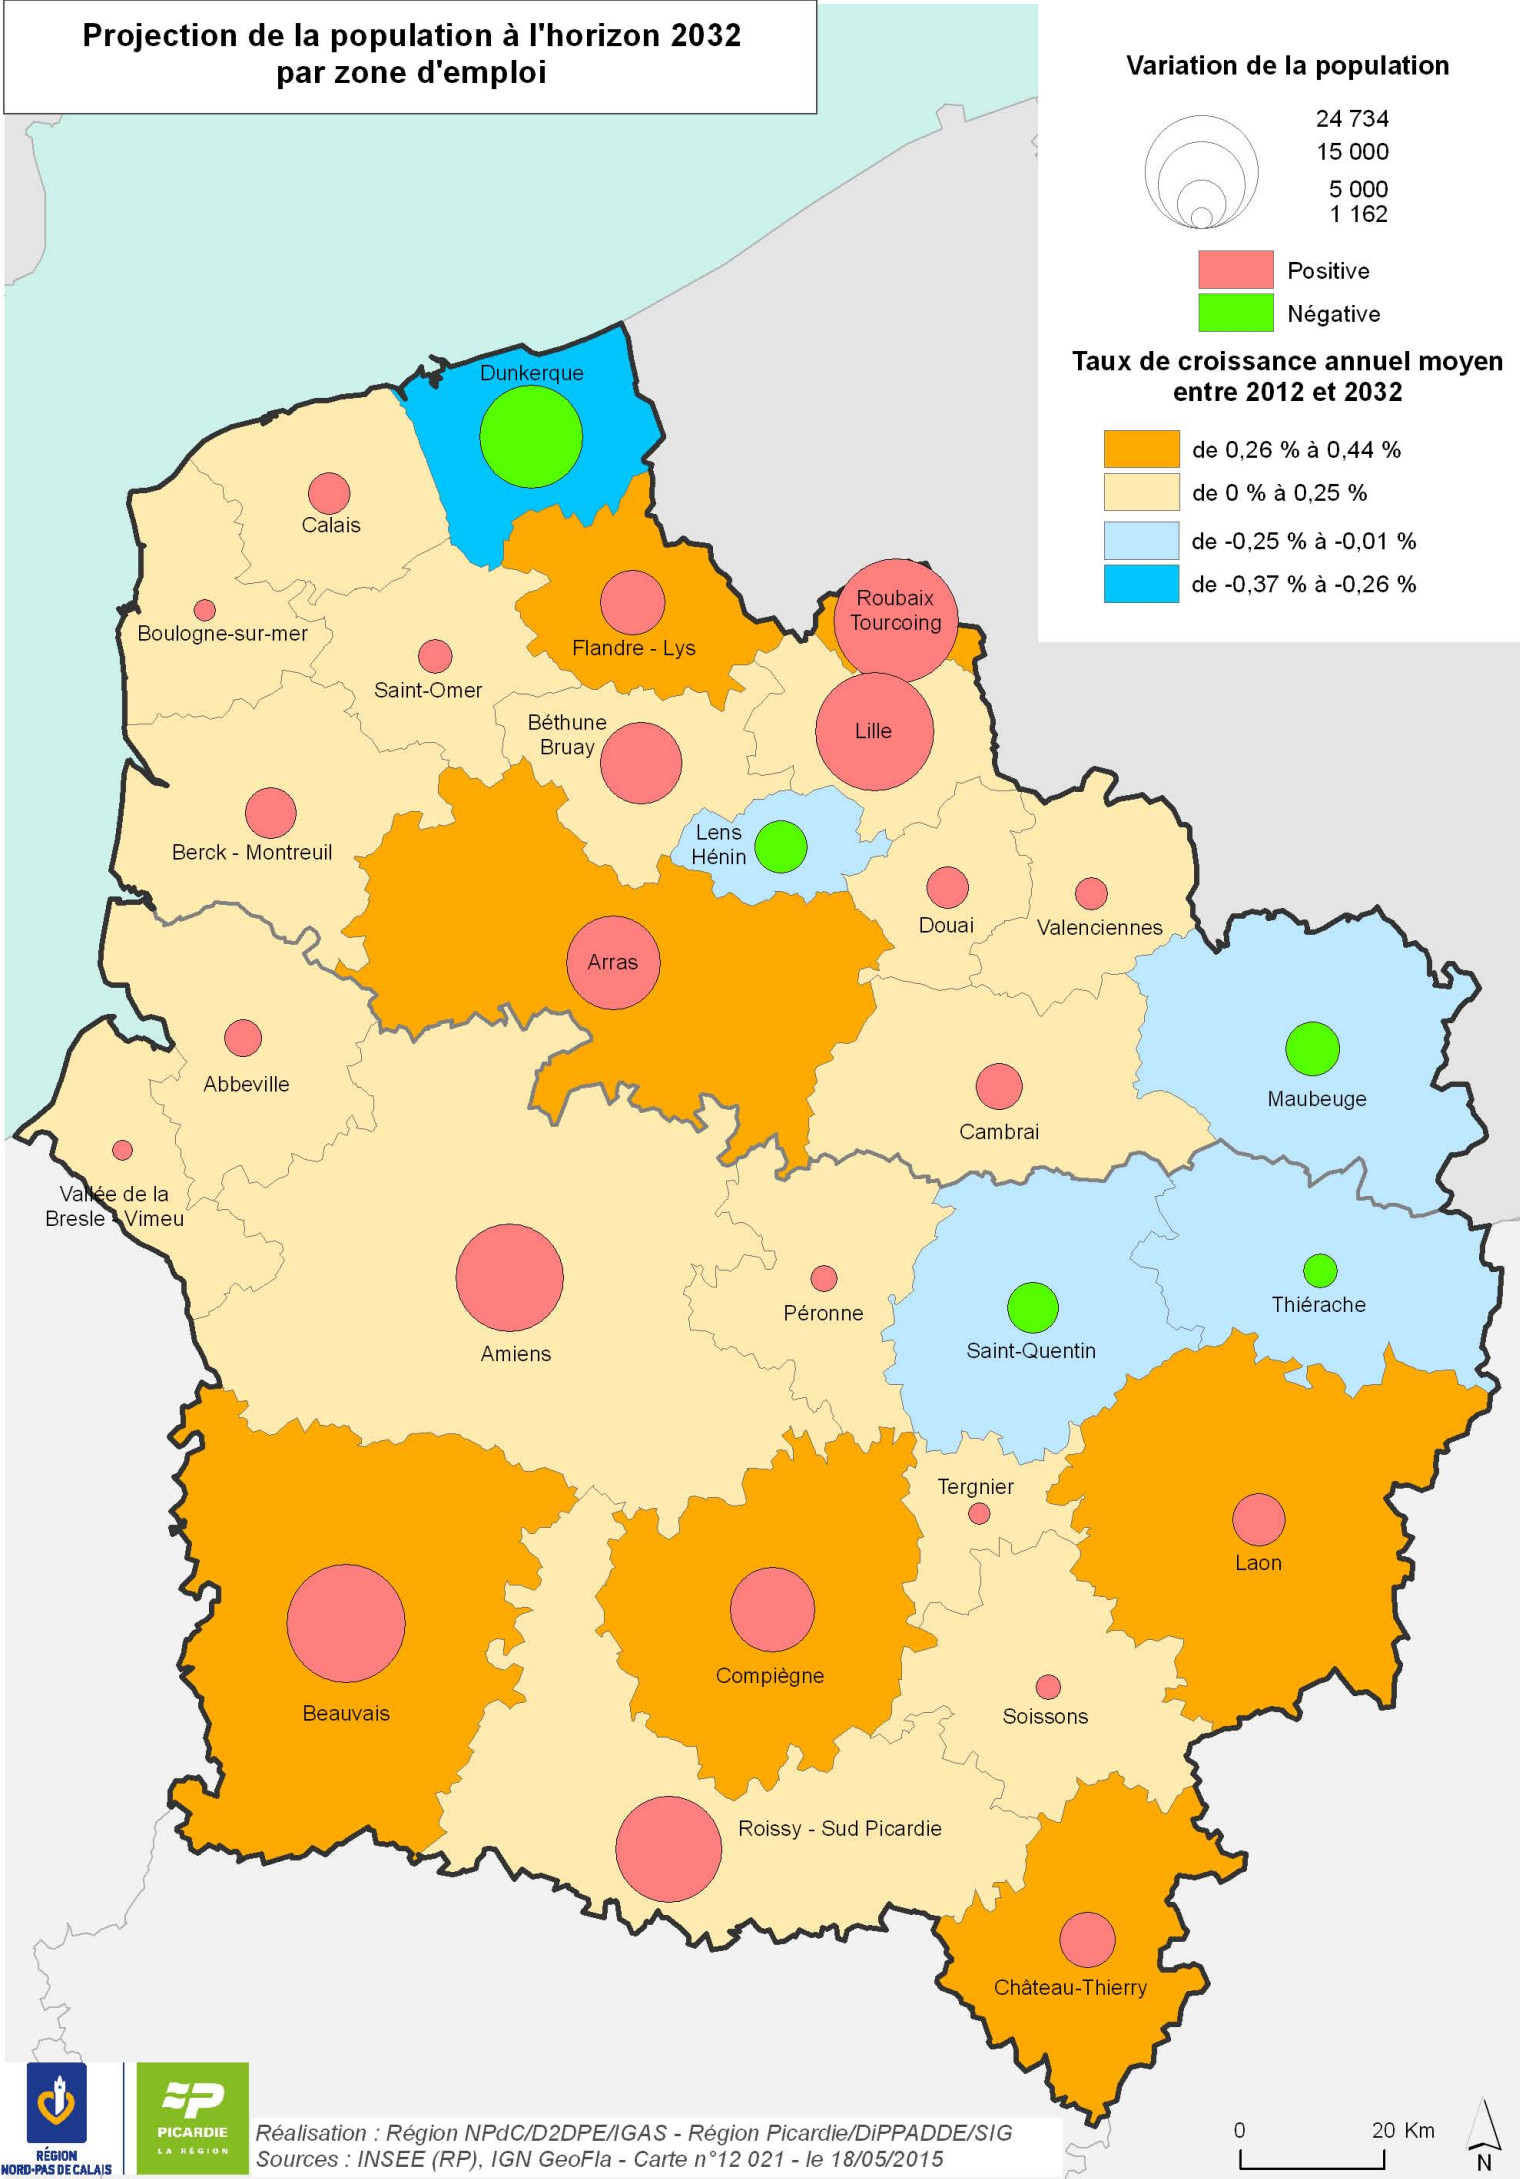 Projection de la population à l'horizon 2032
par zone d'emploi
Variation de la population
24 734
15 000
5 000
1 162
Positive
Négative
Taux de croissance annuel moyen
entre 2012 et 2032
de 0,26 % à 0,44 %
de 0 % à 0,25 %
de -0,25 % à -0,01 %
de -0,37 % à -0,26 %
Dunkerque
Calais
Boulogne-sur-mer
Saint-Omer
Flandre - Lys
Roubaix
Tourcoing
Lille
Béthune
Bruay
Berck - Montreuil
Lens
Hénin
Douai
Valenciennes
Arras
Abbeville
Maubeuge
Cambrai
Vallée de la
Bresle - Vimeu
Amiens
Péronne
Saint-Quentin
Thiérache
Tergnier
Laon
Beauvais
Compiègne
Soissons
Roissy - Sud Picardie
Château-Thierry
RÉGION
NORD-PAS DE CALAIS
PICARDIE
LA RÉGION
Réalisation : Région NPdC/D2DPE/IGAS - Région Picardie/DiPPADDE/SIG
Sources : INSEE (RP), IGN GeoFla - Carte n°12 021 - le 18/05/2015
0 20 Km
N